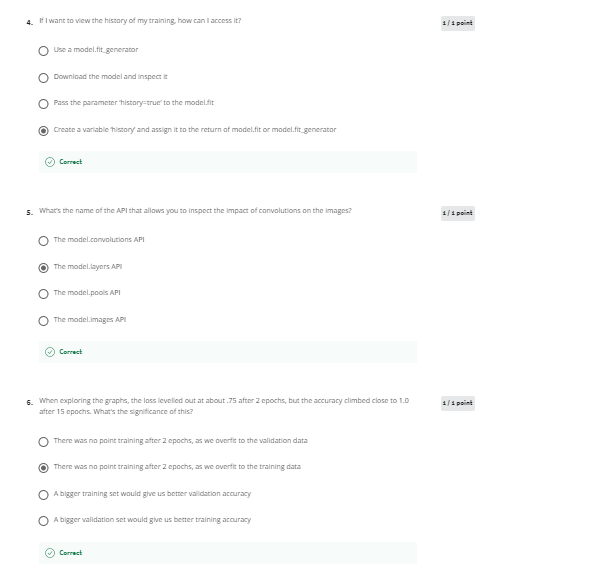 4. If I want to view the history of my training, how can I access it?
1 / 1 point
Use a model.fit_generator
Download the model and inspect it
Pass the parameter 'history=true' to the model.fit
Create a variable 'history' and assign it to the return of model.fit or model.fit_generator
Correct
5. What's the name of the API that allows you to inspect the impact of convolutions on the images?
1 / 1 point
The model.convolutions API
The model.layers API
The model.pools API
The model.images API
Correct
6. When exploring the graphs, the loss levelled out at about .75 after 2 epochs, but the accuracy climbed close to 1.0
1 / 1 point
after 15 epochs. What's the significance of this?
There was no point training after 2 epochs, as we overfit to the validation data
There was no point training after 2 epochs, as we overfit to the training data
A bigger training set would give us better validation accuracy
A bigger validation set would give us better training accuracy
Correct